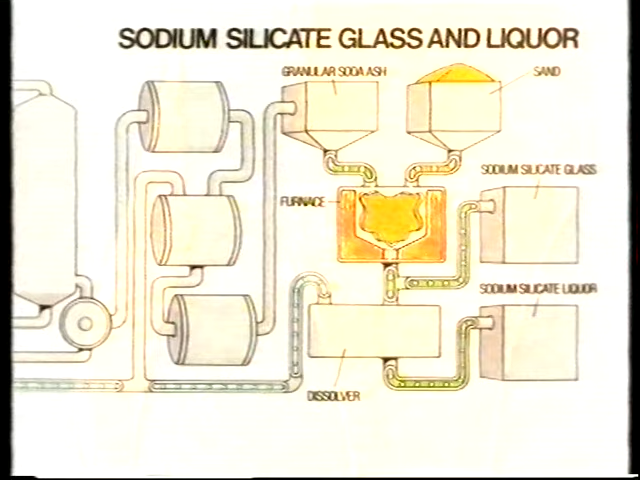 SODIUM SILICATE GLASS AND LIQUOR
GRANULAR SODA ASH
SAND
SODIUM SILICATE GLASS
FURNACE
SODIUM SILICATE LIQUOR
DISSOLVER